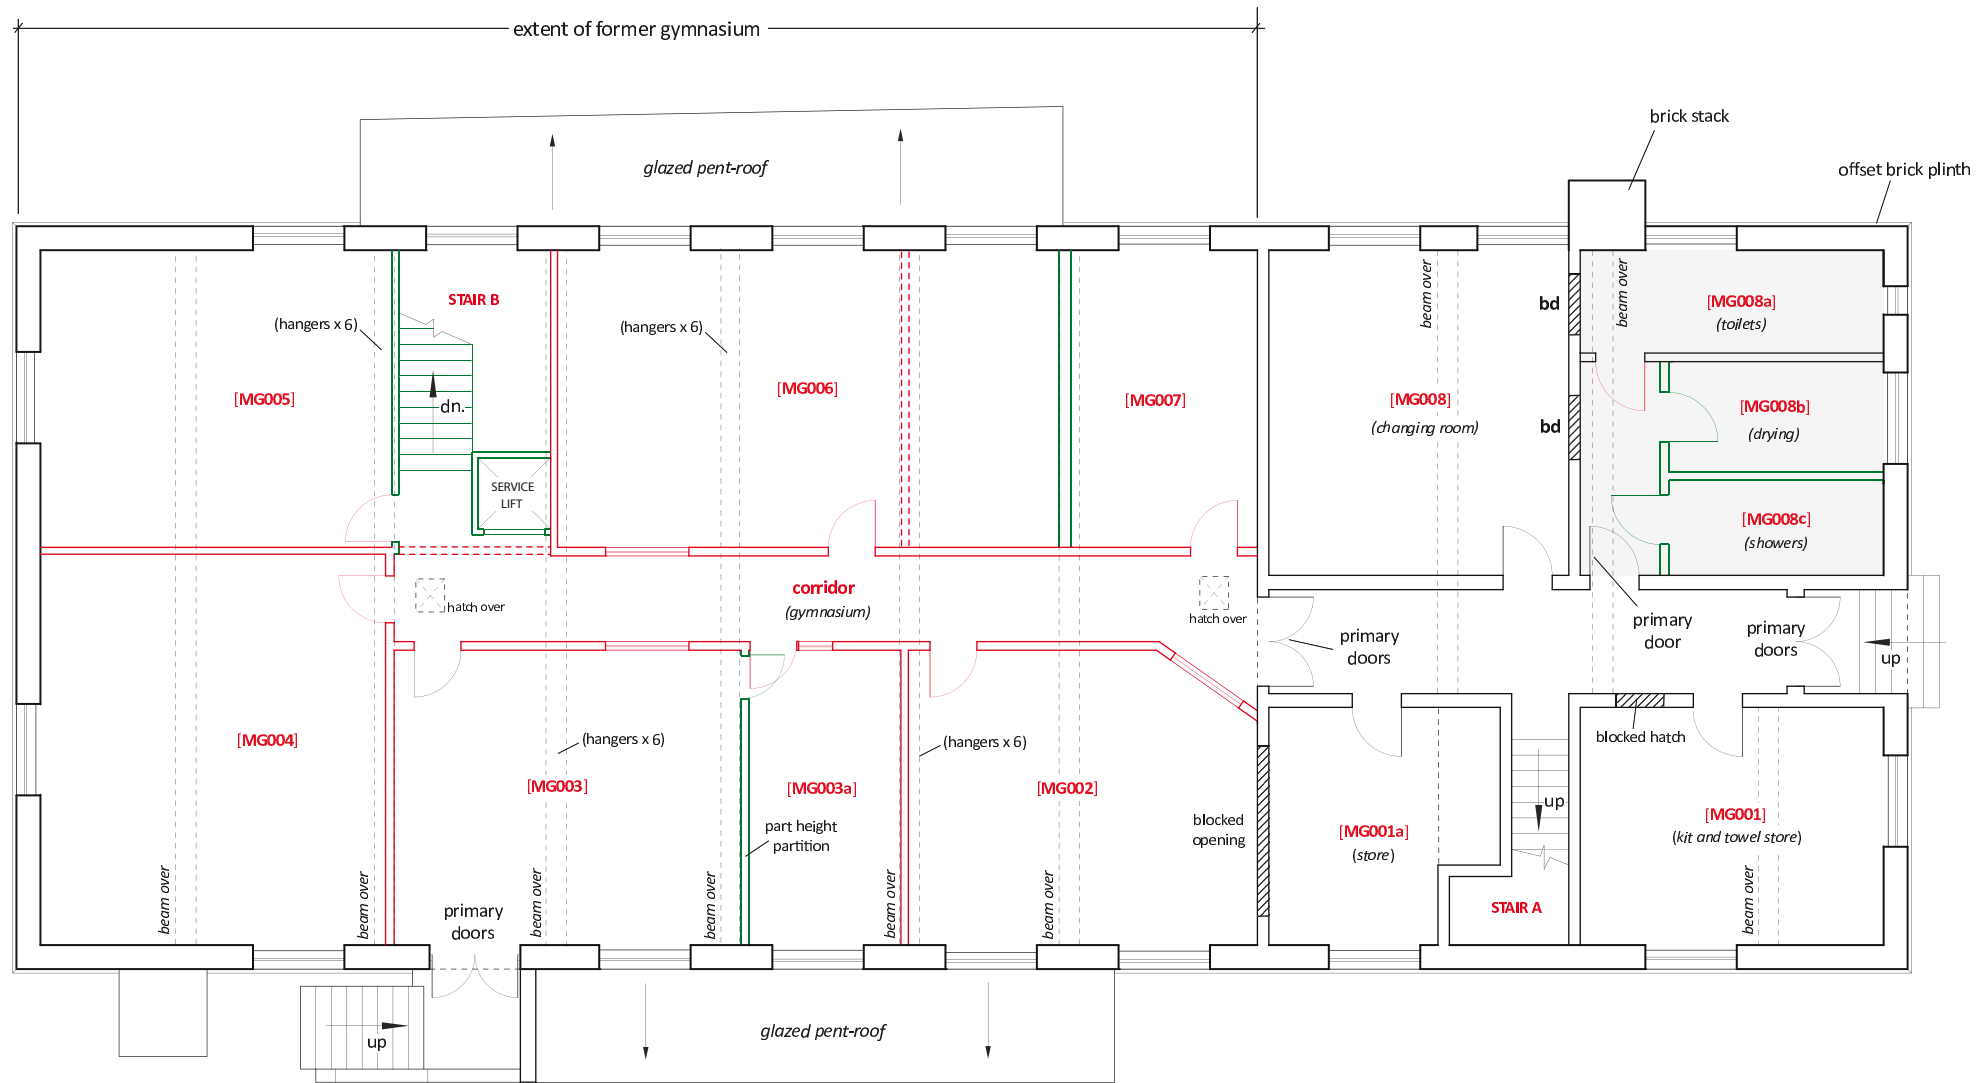 extent of former gymnasium
brick stack
glazed pent-roof
offset brick plinth
STAIR B
(hangers x 6)
(hangers x 6)
beam over
bd
beam over
[MG008a]
(toilets)
[MG005]
dn.
[MG006]
[MG007]
[MG008]
(changing room)
bd
[MG008b]
(drying)
SERVICE
LIFT
[MG008c]
(showers)
corridor
(gymnasium)
hatch over
hatch over
primary
doors
primary
door
primary
doors
up
[MG004]
(hangers x 6)
(hangers x 6)
blocked hatch
[MG003]
[MG003a]
[MG002]
part height
partition
blocked
opening
[MG001a]
(store)
up
[MG001]
(kit and towel store)
beam over
beam over
primary
doors
beam over
beam over
beam over
beam over
STAIR A
beam over
up
glazed pent-roof